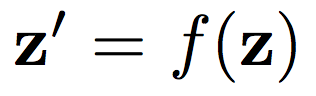 𝐳′ = f(𝐳)